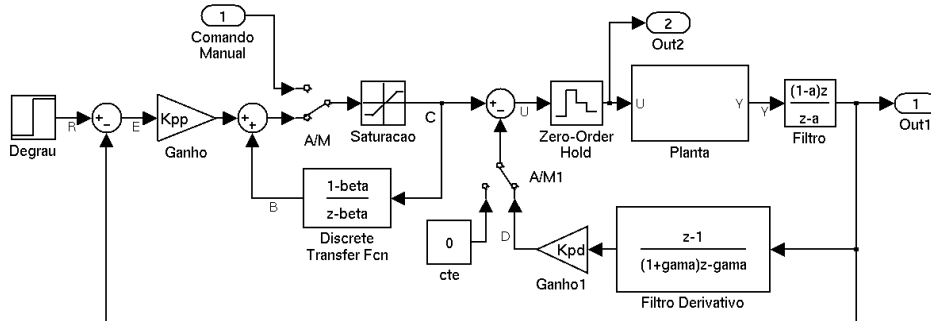 1
Comando
Manual
2
Out2
Degrau
R
+
-
E
Kpp
Ganho
+
+
A/M
Saturacao
C
+
-
U
Zero-Order
Hold
U
Y
Planta
Y
(1-a)z
z-a
Filtro
1
Out1
B
1-beta
z-beta
Discrete
Transfer Fcn
A/M1
0
cte
D
Kpd
Ganho1
z-1
(1+gama)z-gama
Filtro Derivativo